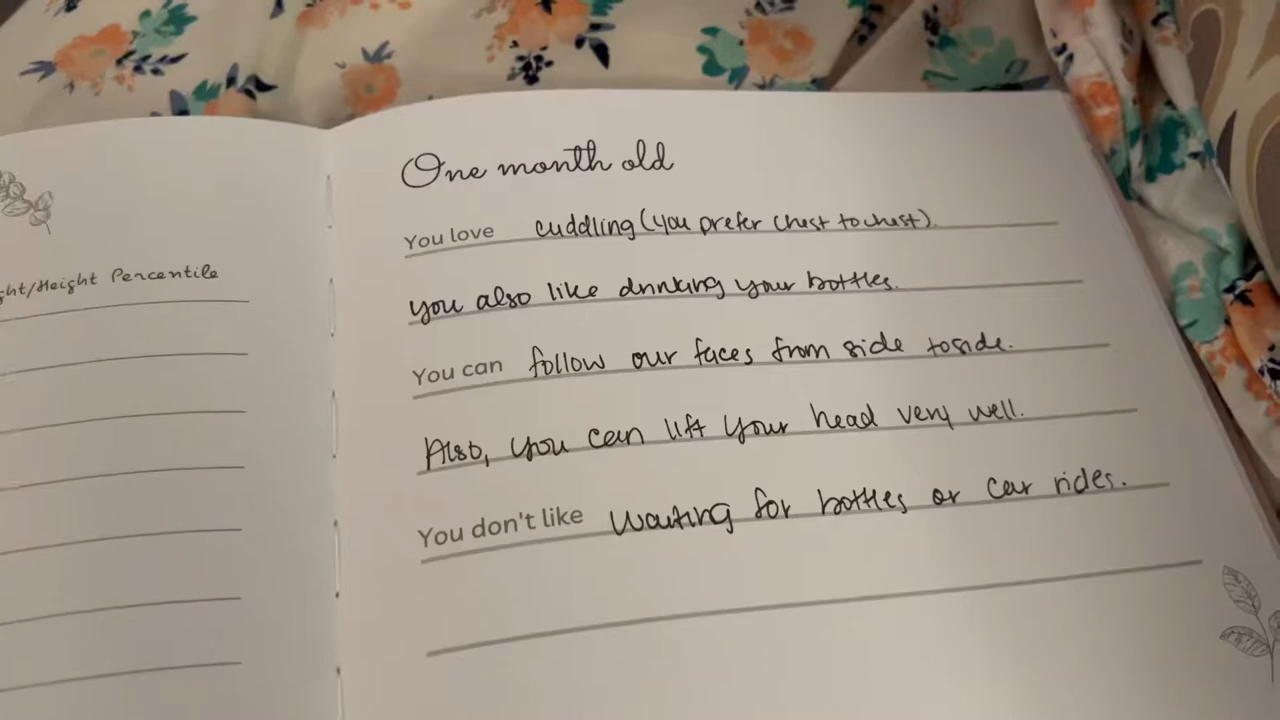 ght/Height Percentile
One month old
You love cuddling (you prefer chest to chest).
you also like drinking your bottles.
You can follow our faces from side to side.
Also, you can lift your head very well.
You don't like waiting for bottles or car rides.